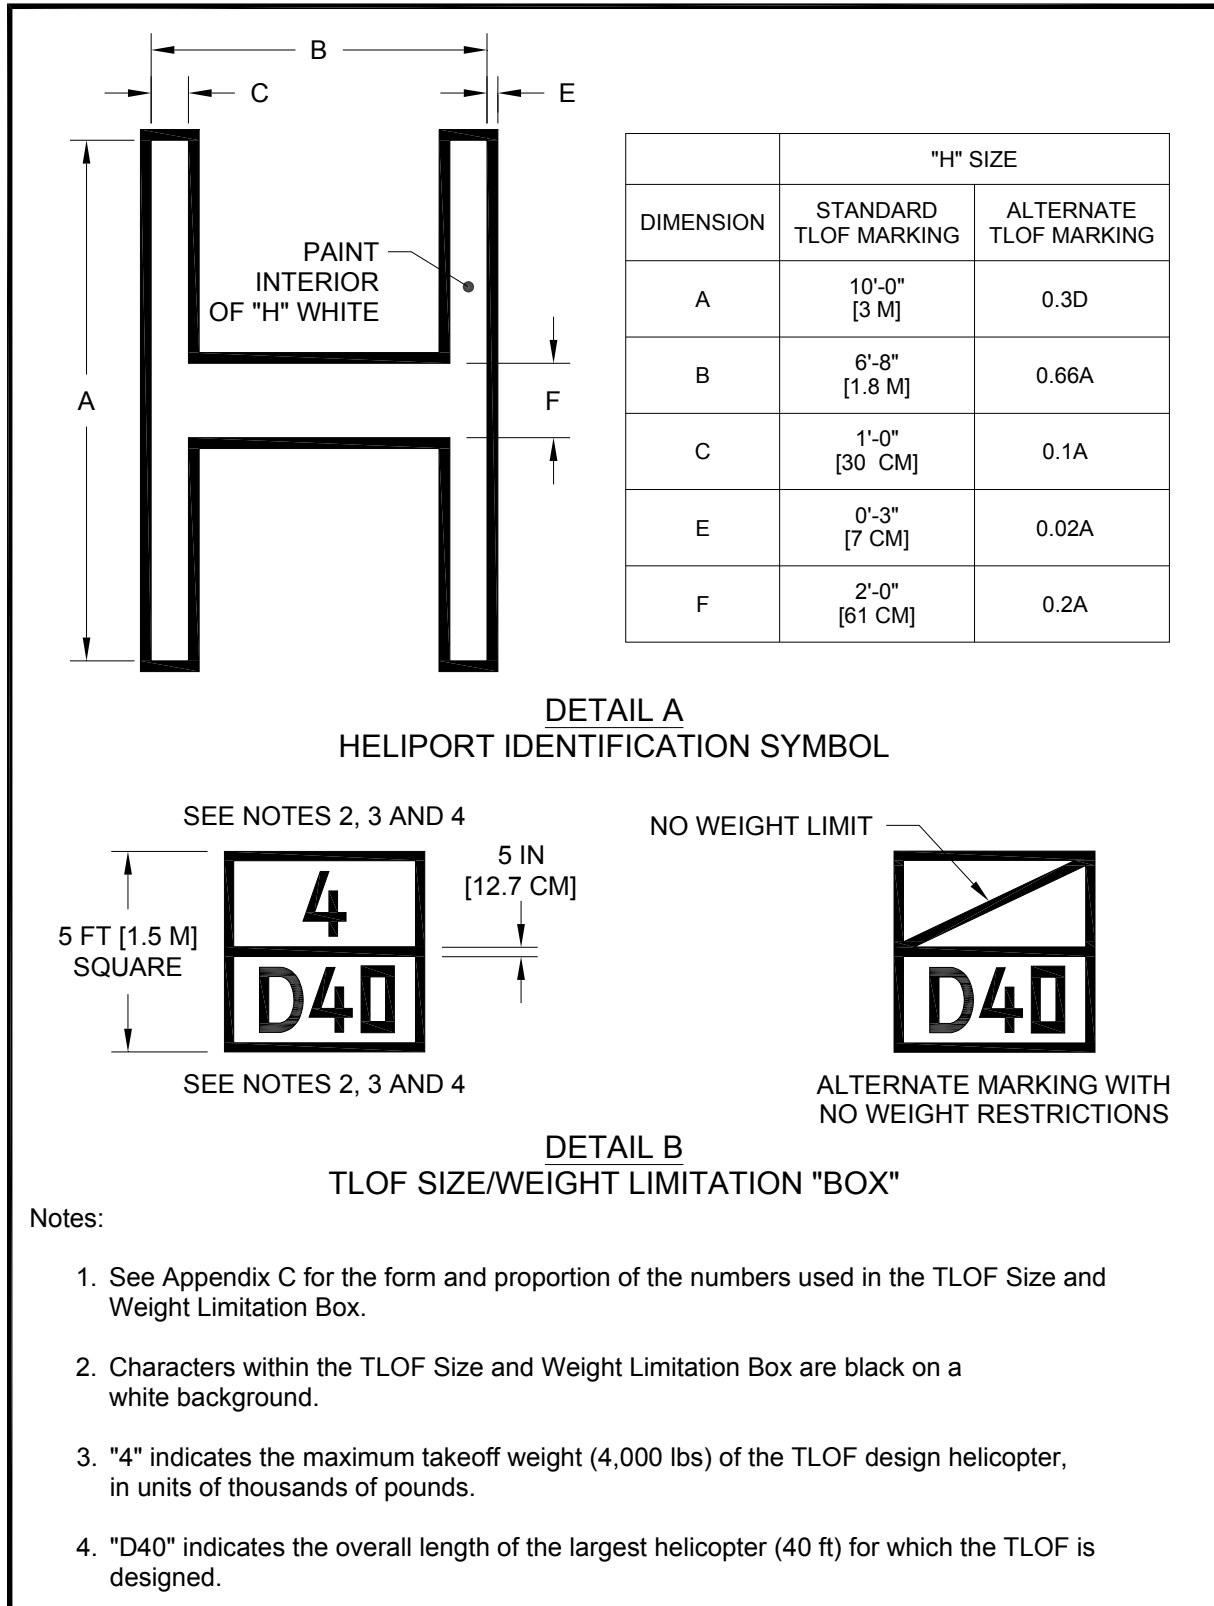 B
C
E
PAINT
INTERIOR
OF "H" WHITE
A
F
"H" SIZE
DIMENSION
STANDARD
TLOF MARKING
ALTERNATE
TLOF MARKING
A
10'-0"
[3 M]
0.3D
B
6'-8"
[1.8 M]
0.66A
C
1'-0"
[30 CM]
0.1A
E
0'-3"
[7 CM]
0.02A
F
2'-0"
[61 CM]
0.2A
DETAIL A
HELIPORT IDENTIFICATION SYMBOL
SEE NOTES 2, 3 AND 4
5 FT [1.5 M]
SQUARE
4
D40
5 IN
[12.7 CM]
SEE NOTES 2, 3 AND 4
NO WEIGHT LIMIT
D40
ALTERNATE MARKING WITH
NO WEIGHT RESTRICTIONS
DETAIL B
TLOF SIZE/WEIGHT LIMITATION "BOX"
Notes:
1. See Appendix C for the form and proportion of the numbers used in the TLOF Size and
Weight Limitation Box.
2. Characters within the TLOF Size and Weight Limitation Box are black on a
white background.
3. "4" indicates the maximum takeoff weight (4,000 lbs) of the TLOF design helicopter,
in units of thousands of pounds.
4. "D40" indicates the overall length of the largest helicopter (40 ft) for which the TLOF is
designed.